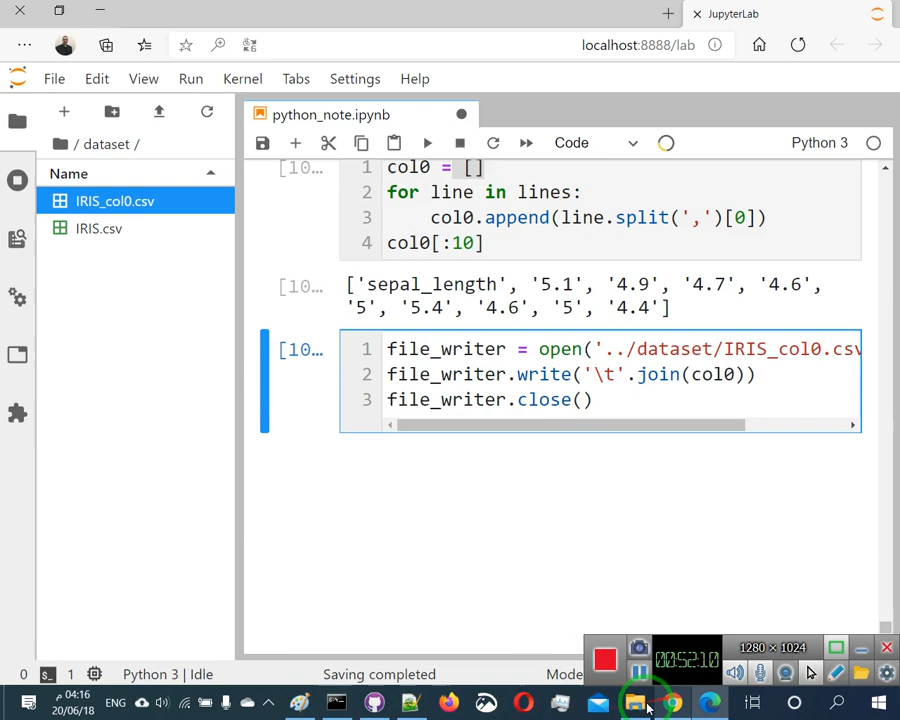 JupyterLab
localhost:8888/lab
File Edit View Run Kernel Tabs Settings Help
python_note.ipynb
/ dataset /
Code
Python 3
Name
IRIS_col0.csv
IRIS.csv
[10…
1 col0 = []
2 for line in lines:
3 col0.append(line.split(',')[0])
4 col0[:10]
[10…
['sepal_length', '5.1', '4.9', '4.7', '4.6',
'5', '5.4', '4.6', '5', '4.4']
[10…
1 file_writer = open('../dataset/IRIS_col0.csv
2 file_writer.write('\t'.join(col0))
3 file_writer.close()
1280 × 1024
00:52:10
0 $_ 1 Python 3 | Idle Saving completed Mode
04:16 م
ENG
20/06/18